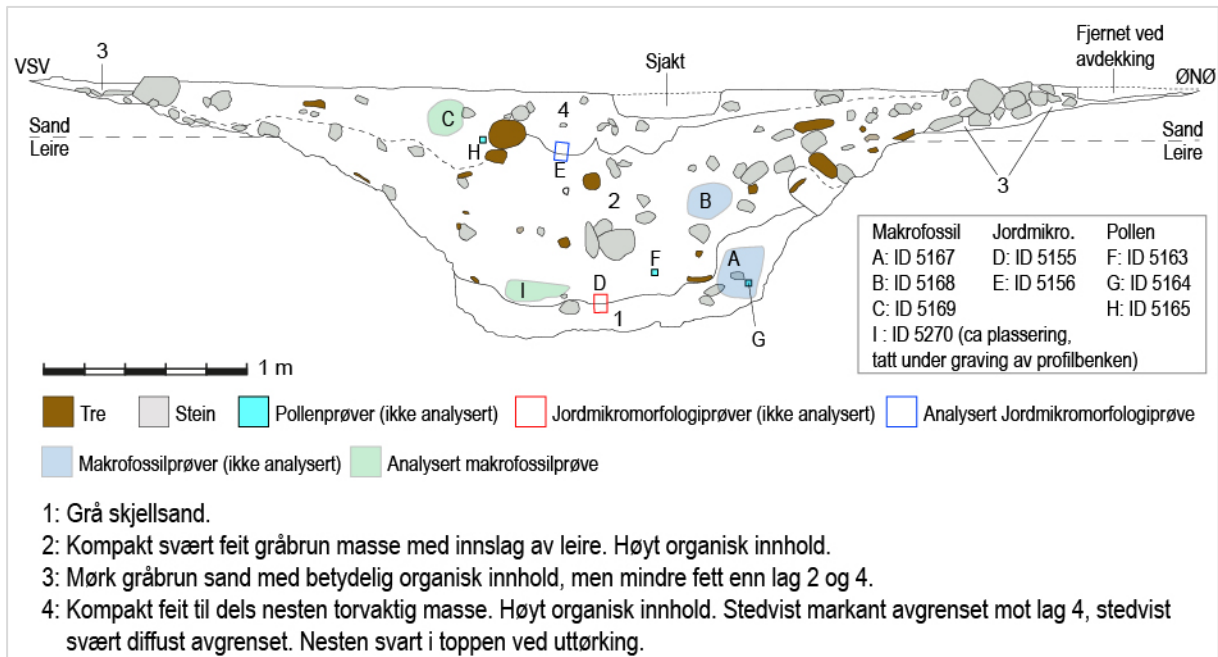 3
Fjernet ved
avdekking
VSV
Sjakt
ØNØ
4
C
Sand
Leire
Sand
Leire
H
E
3
2
B
Makrofossil Jordmikro. Pollen
A: ID 5167 D: ID 5155 F: ID 5163
B: ID 5168 E: ID 5156 G: ID 5164
C: ID 5169 H: ID 5165
I : ID 5270 (ca plassering,
tatt under graving av profilbenken)
F
A
I
D
1
G
1 m
Tre Stein Pollenprøver (ikke analysert) Jordmikromorfologiprøver (ikke analysert) Analysert Jordmikromorfologiprøve
Makrofossilprøver (ikke analysert) Analysert makrofossilprøve
1: Grå skjellsand.
2: Kompakt svært feit gråbrun masse med innslag av leire. Høyt organisk innhold.
3: Mørk gråbrun sand med betydelig organisk innhold, men mindre fett enn lag 2 og 4.
4: Kompakt feit til dels nesten torvaktig masse. Høyt organisk innhold. Stedvist markant avgrenset mot lag 4, stedvist
svært diffust avgrenset. Nesten svart i toppen ved uttørking.